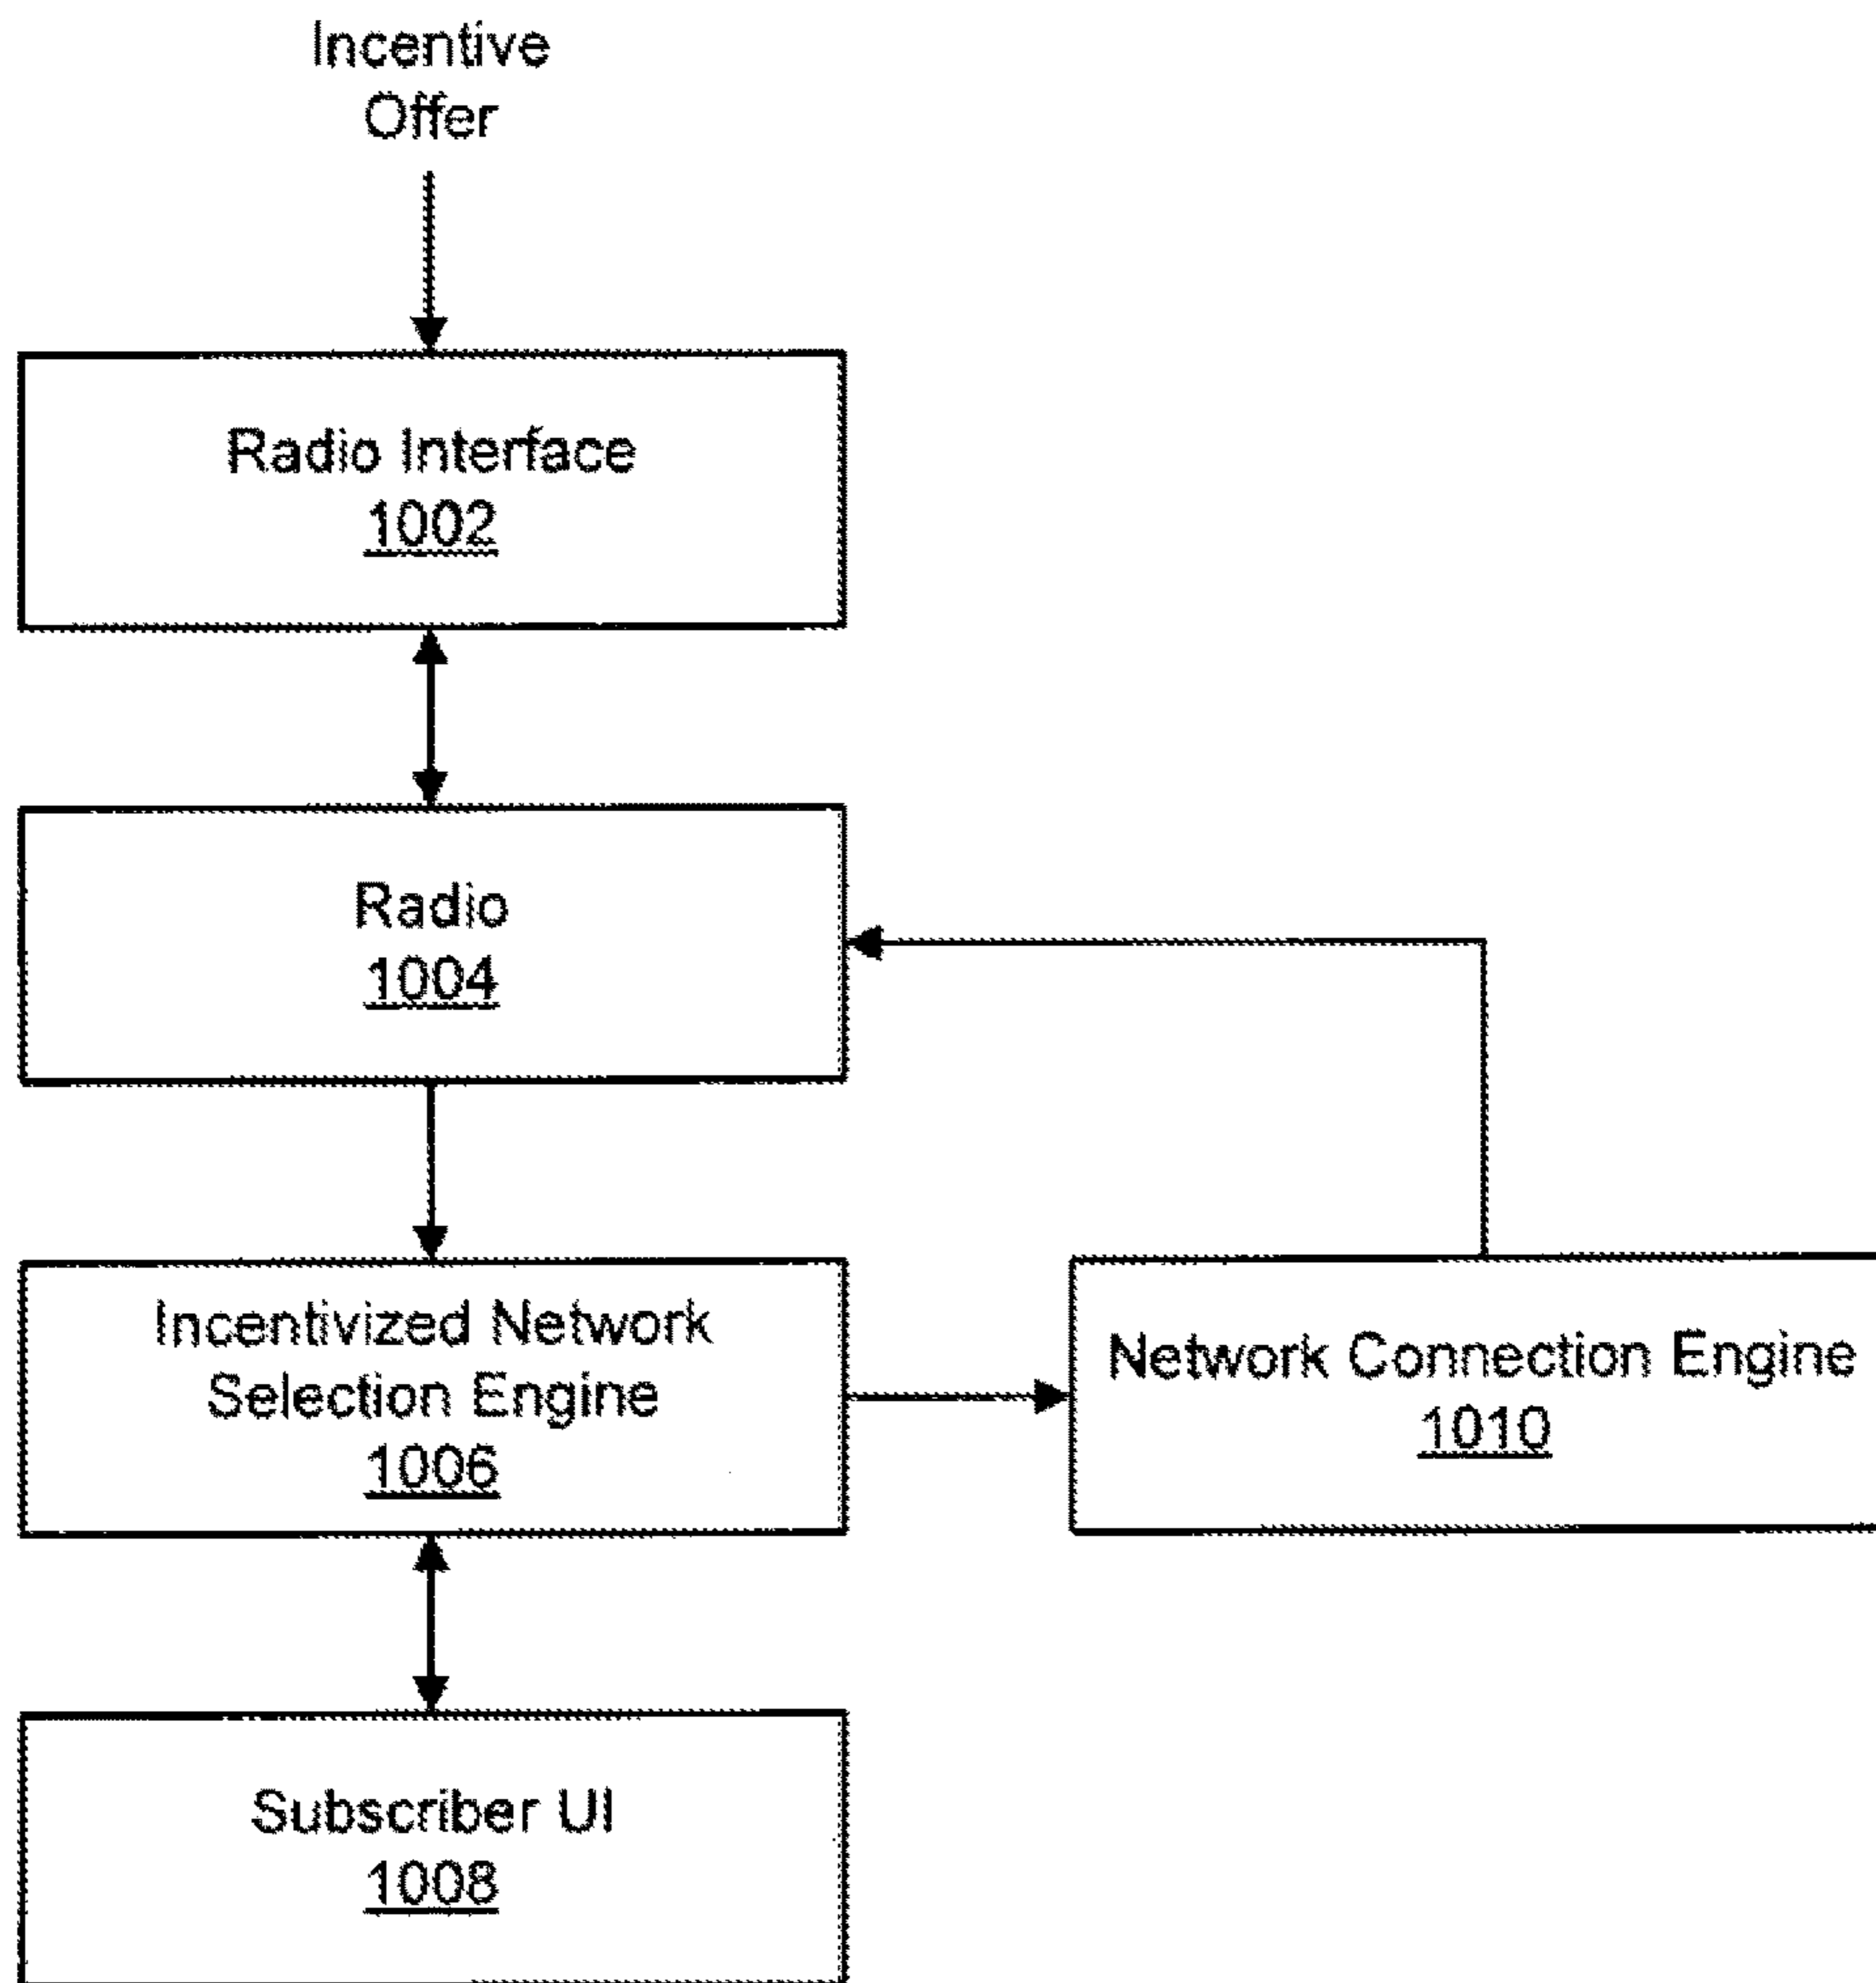 Incentive
Offer
Radio Interface
1002
Radio
1004
Incentivized Network
Selection Engine
1006
Network Connection Engine
1010
Subscriber UI
1008